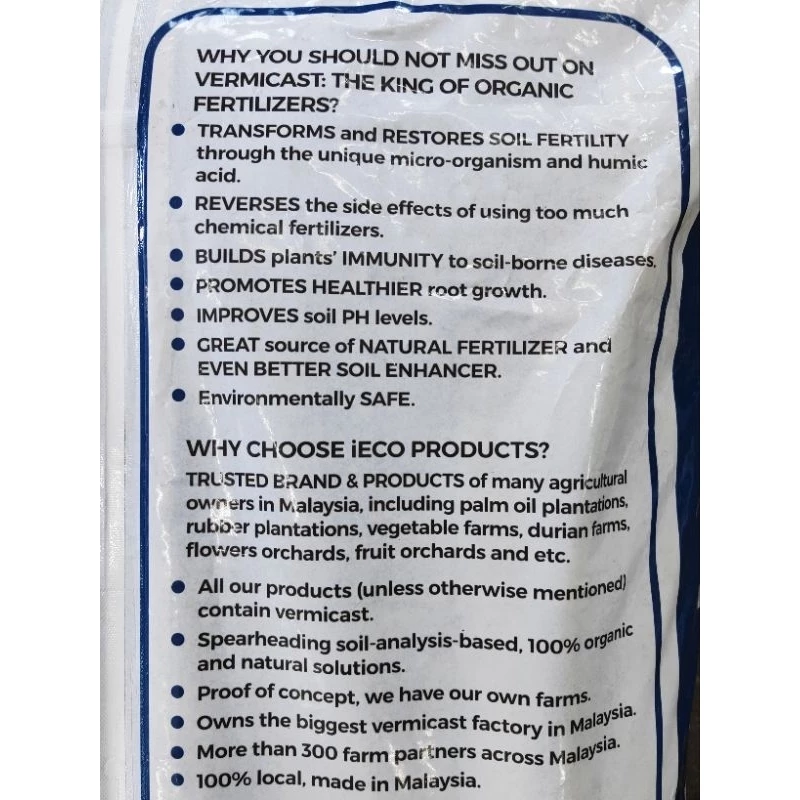 WHY YOU SHOULD NOT MISS OUT ON
VERMICAST: THE KING OF ORGANIC
FERTILIZERS?
• TRANSFORMS and RESTORES SOIL FERTILITY
through the unique micro-organism and humic
acid.
• REVERSES the side effects of using too much
chemical fertilizers.
• BUILDS plants' IMMUNITY to soil-borne diseases.
• PROMOTES HEALTHIER root growth.
• IMPROVES soil PH levels.
• GREAT source of NATURAL FERTILIZER and
EVEN BETTER SOIL ENHANCER.
• Environmentally SAFE.
WHY CHOOSE iECO PRODUCTS?
TRUSTED BRAND & PRODUCTS of many agricultural
owners in Malaysia, including palm oil plantations,
rubber plantations, vegetable farms, durian farms,
flowers orchards, fruit orchards and etc.
• All our products (unless otherwise mentioned)
contain vermicast.
• Spearheading soil-analysis-based, 100% organic
and natural solutions.
• Proof of concept, we have our own farms.
• Owns the biggest vermicast factory in Malaysia.
• More than 300 farm partners across Malaysia.
• 100% local, made in Malaysia.